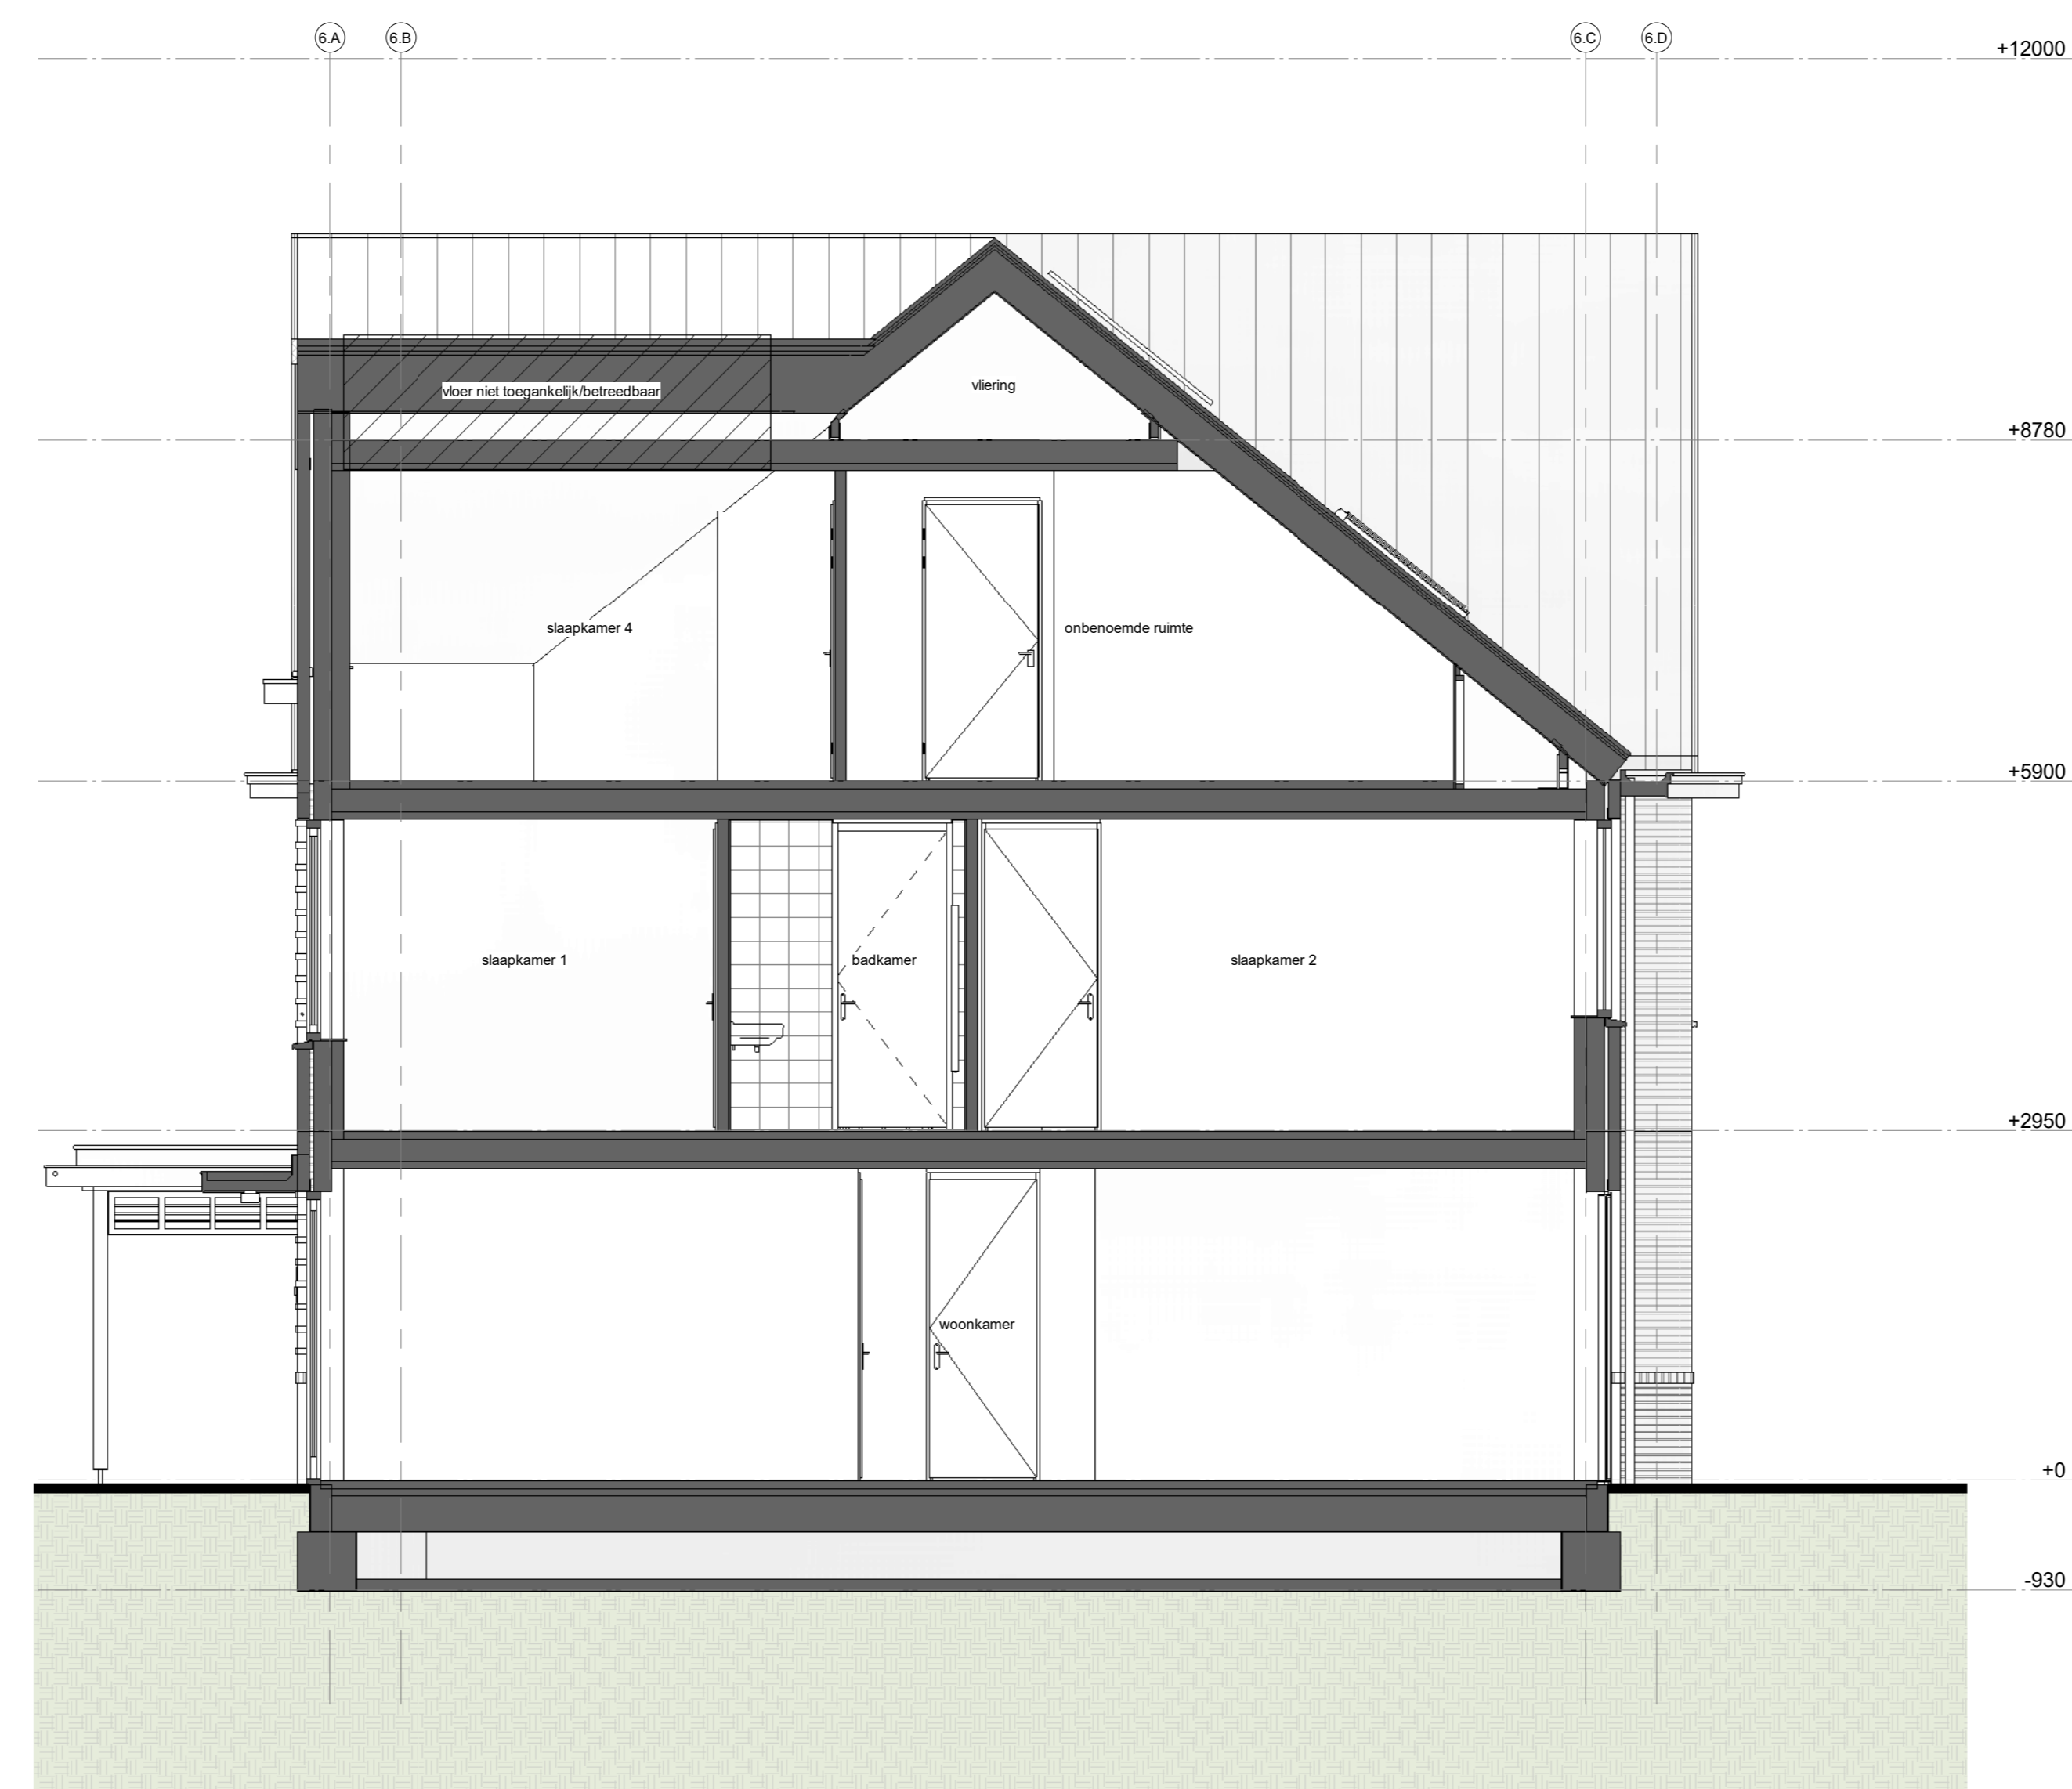 6.A
6.B
6.C
6.D
+12000
vloer niet toegankelijk/betreedbaar
vliering
+8780
slaapkamer 4
onbenoemde ruimte
+5900
slaapkamer 1
badkamer
slaapkamer 2
+2950
woonkamer
+0
-930